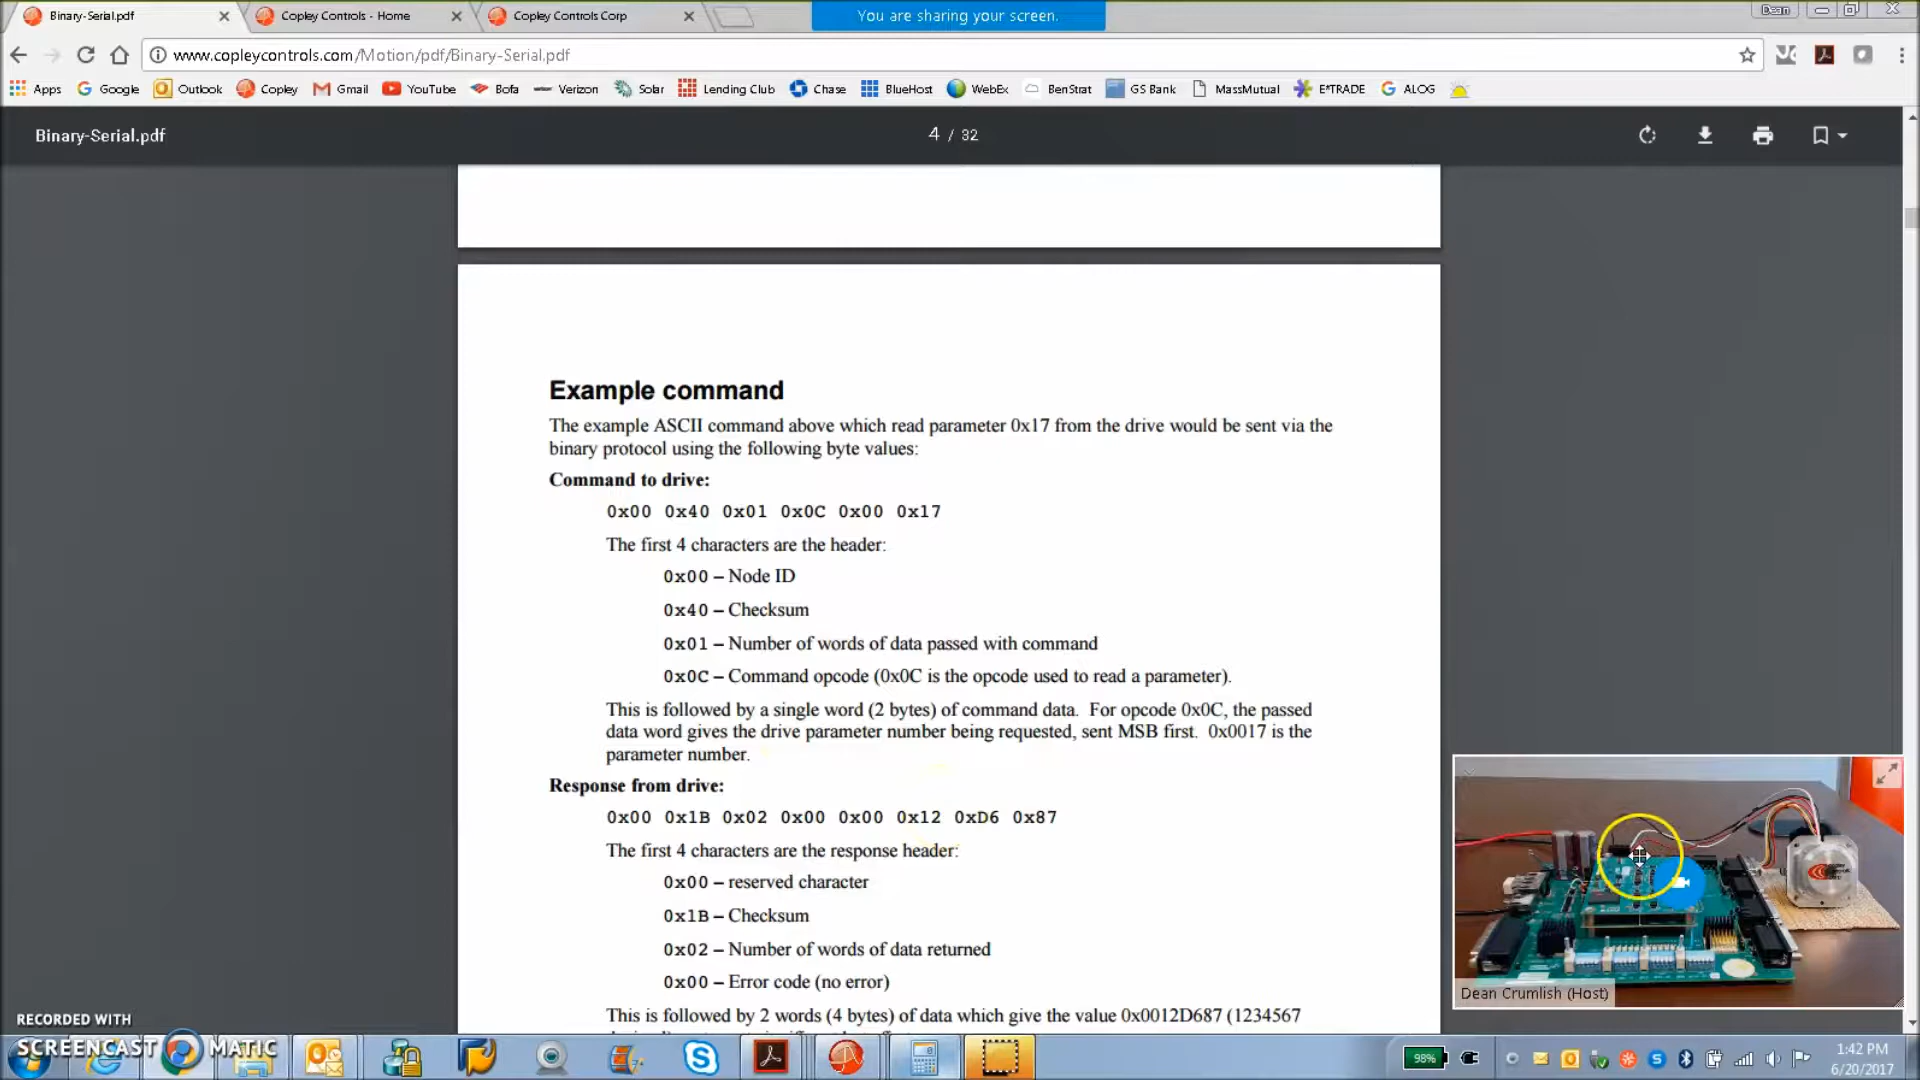 Binary-Serial.pdf
Copley Controls - Home
Copley Controls Corp
You are sharing your screen.
Dean
www.copleycontrols.com/Motion/pdf/Binary-Serial.pdf
Apps
Google
Outlook
Copley
Gmail
YouTube
Bofa
Verizon
Solar
Lending Club
Chase
BlueHost
WebEx
BenStrat
GS Bank
MassMutual
E*TRADE
ALOG
Binary-Serial.pdf
4 / 32
Example command
The example ASCII command above which read parameter 0x17 from the drive would be sent via the
binary protocol using the following byte values:
Command to drive:
0x00 0x40 0x01 0x0C 0x00 0x17
The first 4 characters are the header:
0x00 – Node ID
0x40 – Checksum
0x01 – Number of words of data passed with command
0x0C – Command opcode (0x0C is the opcode used to read a parameter).
This is followed by a single word (2 bytes) of command data. For opcode 0x0C, the passed
data word gives the drive parameter number being requested, sent MSB first. 0x0017 is the
parameter number.
Response from drive:
0x00 0x1B 0x02 0x00 0x00 0x12 0xD6 0x87
The first 4 characters are the response header:
0x00 – reserved character
0x1B – Checksum
0x02 – Number of words of data returned
0x00 – Error code (no error)
This is followed by 2 words (4 bytes) of data which give the value 0x0012D687 (1234567
Dean Crumlish (Host)
RECORDED WITH
SCREENCAST MATIC
98%
1:42 PM
6/20/2017